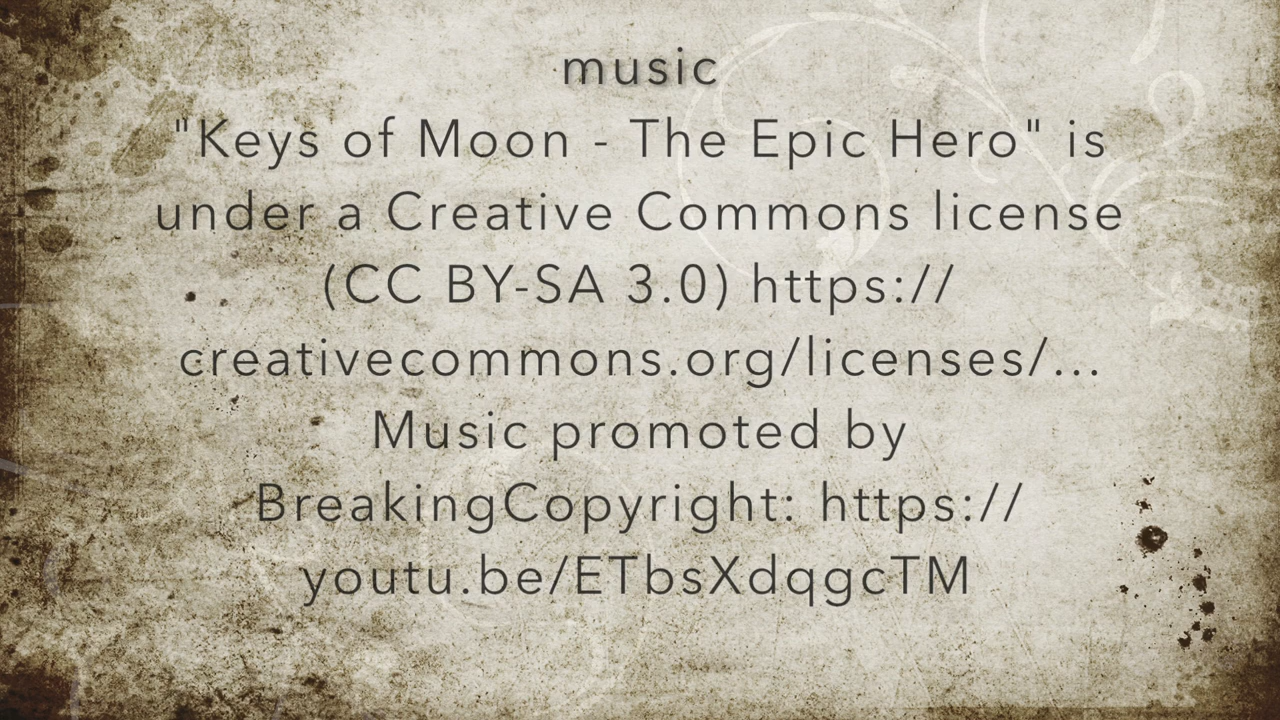 music
"Keys of Moon - The Epic Hero" is
under a Creative Commons license
(CC BY-SA 3.0) https://
creativecommons.org/licenses/...
Music promoted by
BreakingCopyright: https://
youtu.be/ETbsXdqgcTM